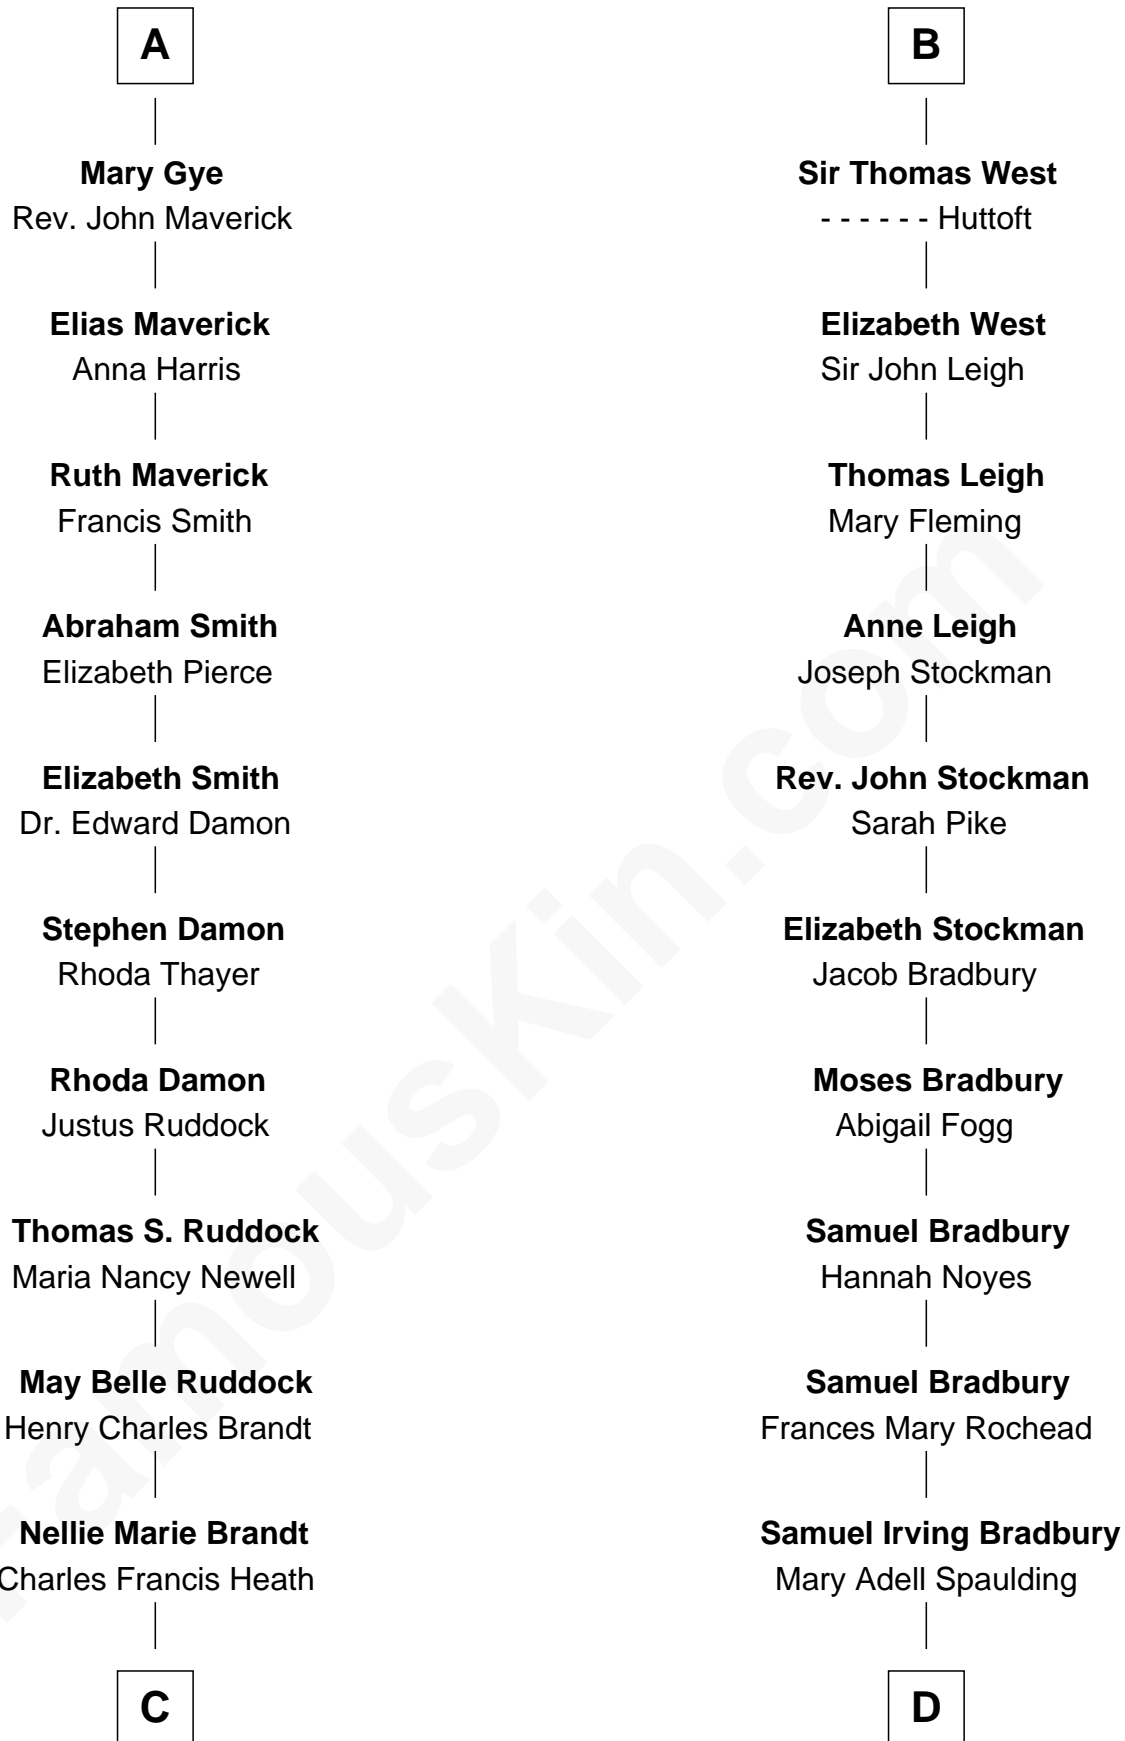 A
Mary Gye
Rev. John Maverick
Elias Maverick
Anna Harris
Ruth Maverick
Francis Smith
Abraham Smith
Elizabeth Pierce
Elizabeth Smith
Dr. Edward Damon
Stephen Damon
Rhoda Thayer
Rhoda Damon
Justus Ruddock
Thomas S. Ruddock
Maria Nancy Newell
May Belle Ruddock
Henry Charles Brandt
Nellie Marie Brandt
Charles Francis Heath
C
B
Sir Thomas West
- - - - - - Huttoft
Elizabeth West
Sir John Leigh
Thomas Leigh
Mary Fleming
Anne Leigh
Joseph Stockman
Rev. John Stockman
Sarah Pike
Elizabeth Stockman
Jacob Bradbury
Moses Bradbury
Abigail Fogg
Samuel Bradbury
Hannah Noyes
Samuel Bradbury
Frances Mary Rochead
Samuel Irving Bradbury
Mary Adell Spaulding
D
FamousKin.com